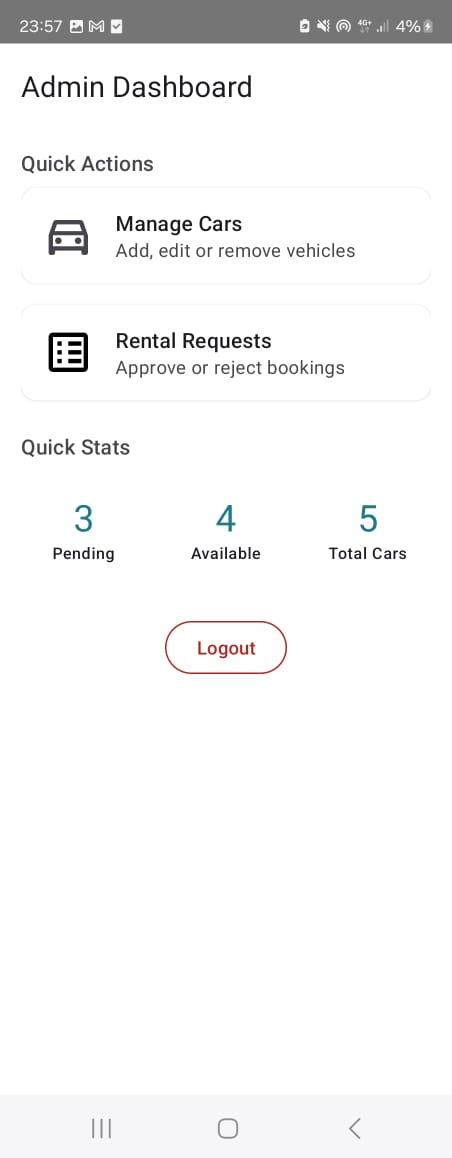 23:57 4G+ 4%
Admin Dashboard
Quick Actions
Manage Cars
Add, edit or remove vehicles
Rental Requests
Approve or reject bookings
Quick Stats
3 4 5
Pending Available Total Cars
Logout